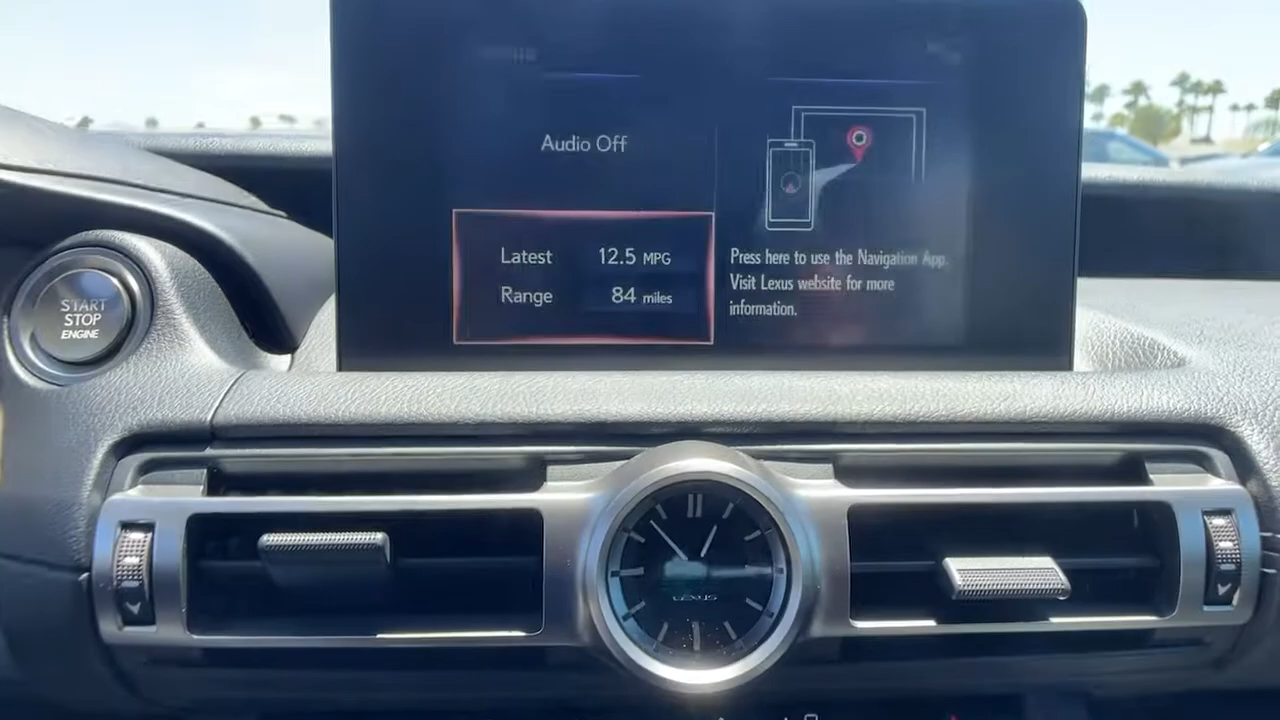 Audio Off
Latest 12.5 MPG
Range 84 miles
Press here to use the Navigation App.
Visit Lexus website for more
information.
START
STOP
ENGINE
LEXUS